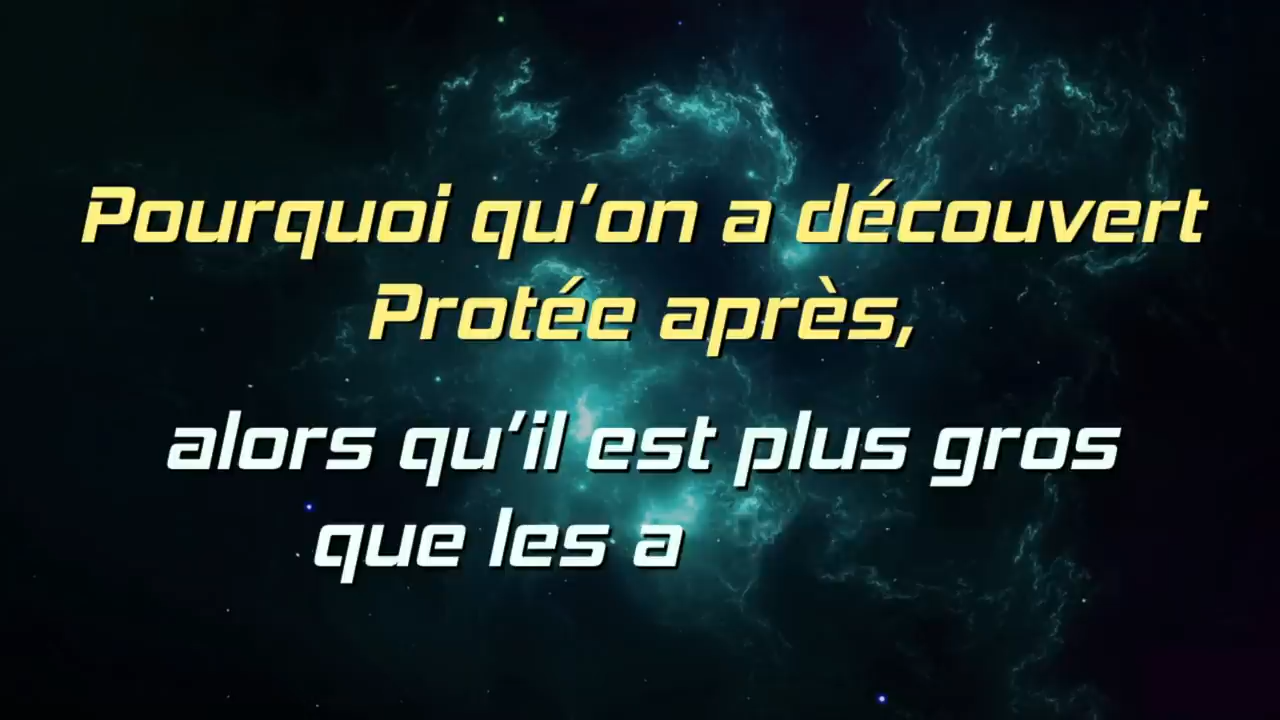 Pourquoi qu’on a découvert
Protée après,
alors qu’il est plus gros
que les a